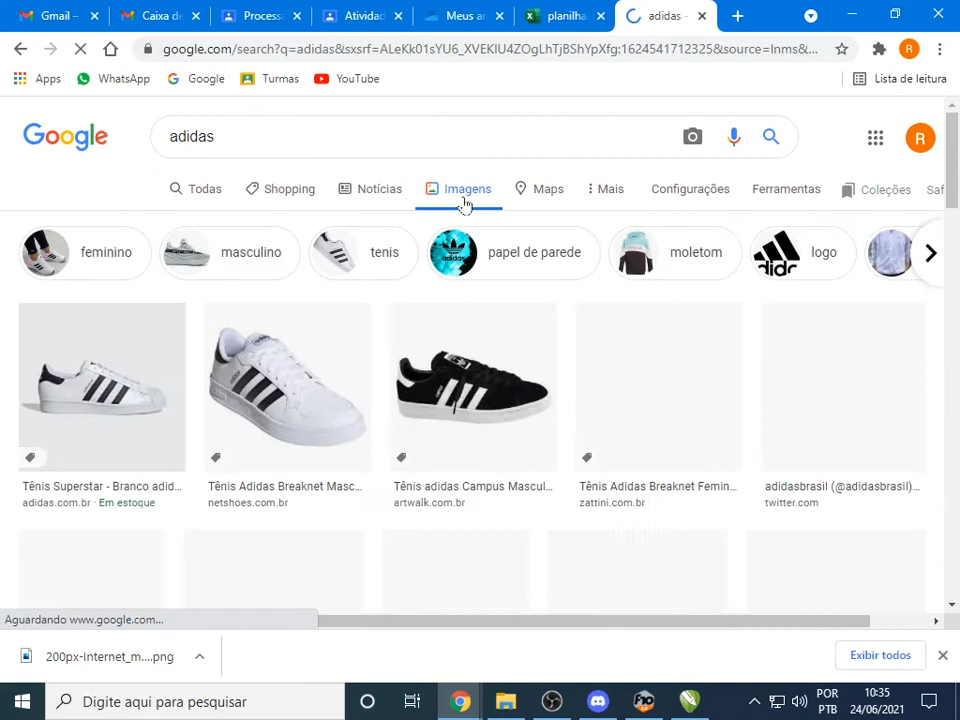 Gmail –
Caixa de
Processa
Atividad
Meus ar
planilha
adidas -
google.com/search?q=adidas&sxsrf=ALeKk01sYU6_XVEKIU4ZOgLhTjBShYpXfg:1624541712325&source=lnms&...
R
Apps
WhatsApp
Google
Turmas
YouTube
Lista de leitura
Google
adidas
R
Todas
Shopping
Notícias
Imagens
Maps
Mais
Configurações
Ferramentas
Coleções
Saf
feminino
masculino
tenis
papel de parede
moletom
logo
Tênis Superstar - Branco adid...
adidas.com.br · Em estoque
Tênis Adidas Breaknet Masc...
netshoes.com.br
Tênis adidas Campus Mascul...
artwalk.com.br
Tênis Adidas Breaknet Femin...
zattini.com.br
adidasbrasil (@adidasbrasil)...
twitter.com
Aguardando www.google.com...
200px-Internet_m....png
Exibir todos
Digite aqui para pesquisar
POR
PTB
10:35
24/06/2021